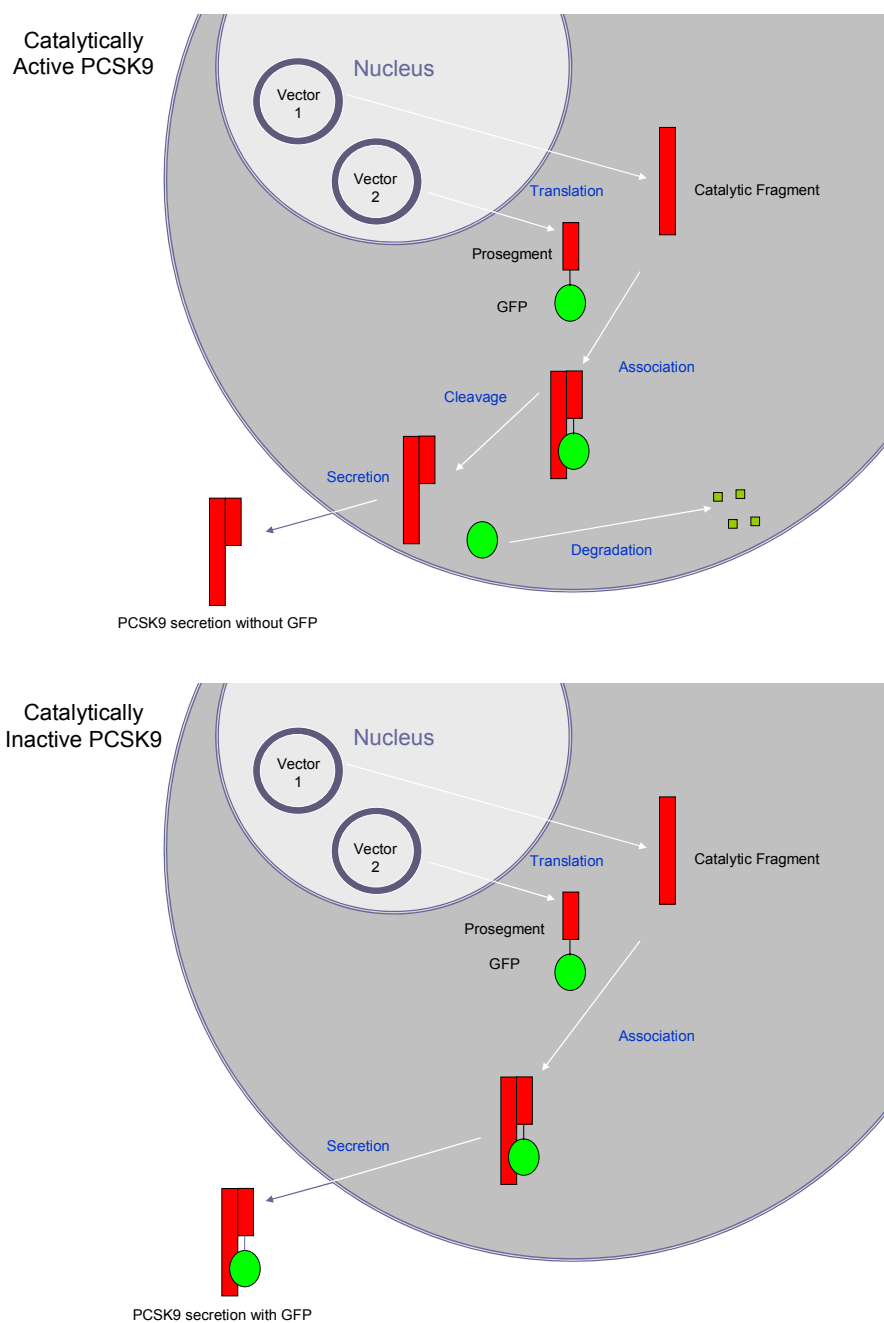 Catalytically
Active PCSK9
Nucleus
Vector
1
Vector
2
Translation
Catalytic Fragment
Prosegment
GFP
Association
Cleavage
Secretion
Degradation
PCSK9 secretion without GFP
Catalytically
Inactive PCSK9
Nucleus
Vector
1
Vector
2
Translation
Catalytic Fragment
Prosegment
GFP
Association
Secretion
PCSK9 secretion with GFP